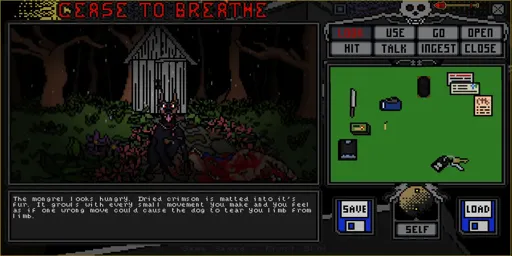 CEASE TO BREATHE
LOOK USE GO OPEN
HIT TALK INGEST CLOSE
The mongrel looks hungry. Dried crimson is matted into it's
fur. It growls with every small movement you make and you feel
as if one wrong move could cause the dog to tear you limb from
limb.
SAVE
SELF
LOAD